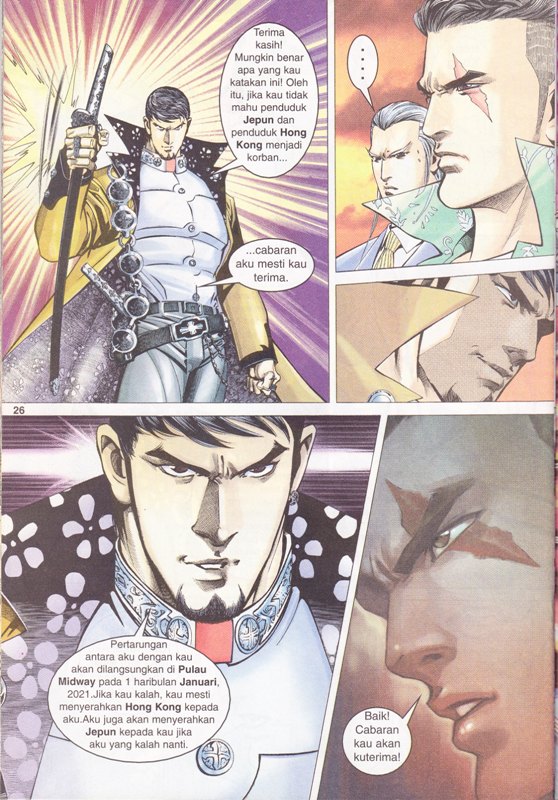 Terima
kasih!
Mungkin benar
apa yang kau
katakan ini! Oleh
itu, jika kau tidak
mahu penduduk
Jepun dan
penduduk Hong
Kong menjadi
korban...
...cabaran
aku mesti kau
terima.
....
26
Pertarungan
antara aku dengan kau
akan dilangsungkan di Pulau
Midway pada 1 haribulan Januari,
2021.Jika kau kalah, kau mesti
menyerahkan Hong Kong kepada
aku.Aku juga akan menyerahkan
Jepun kepada kau jika
aku yang kalah nanti.
Baik!
Cabaran
kau akan
kuterima!